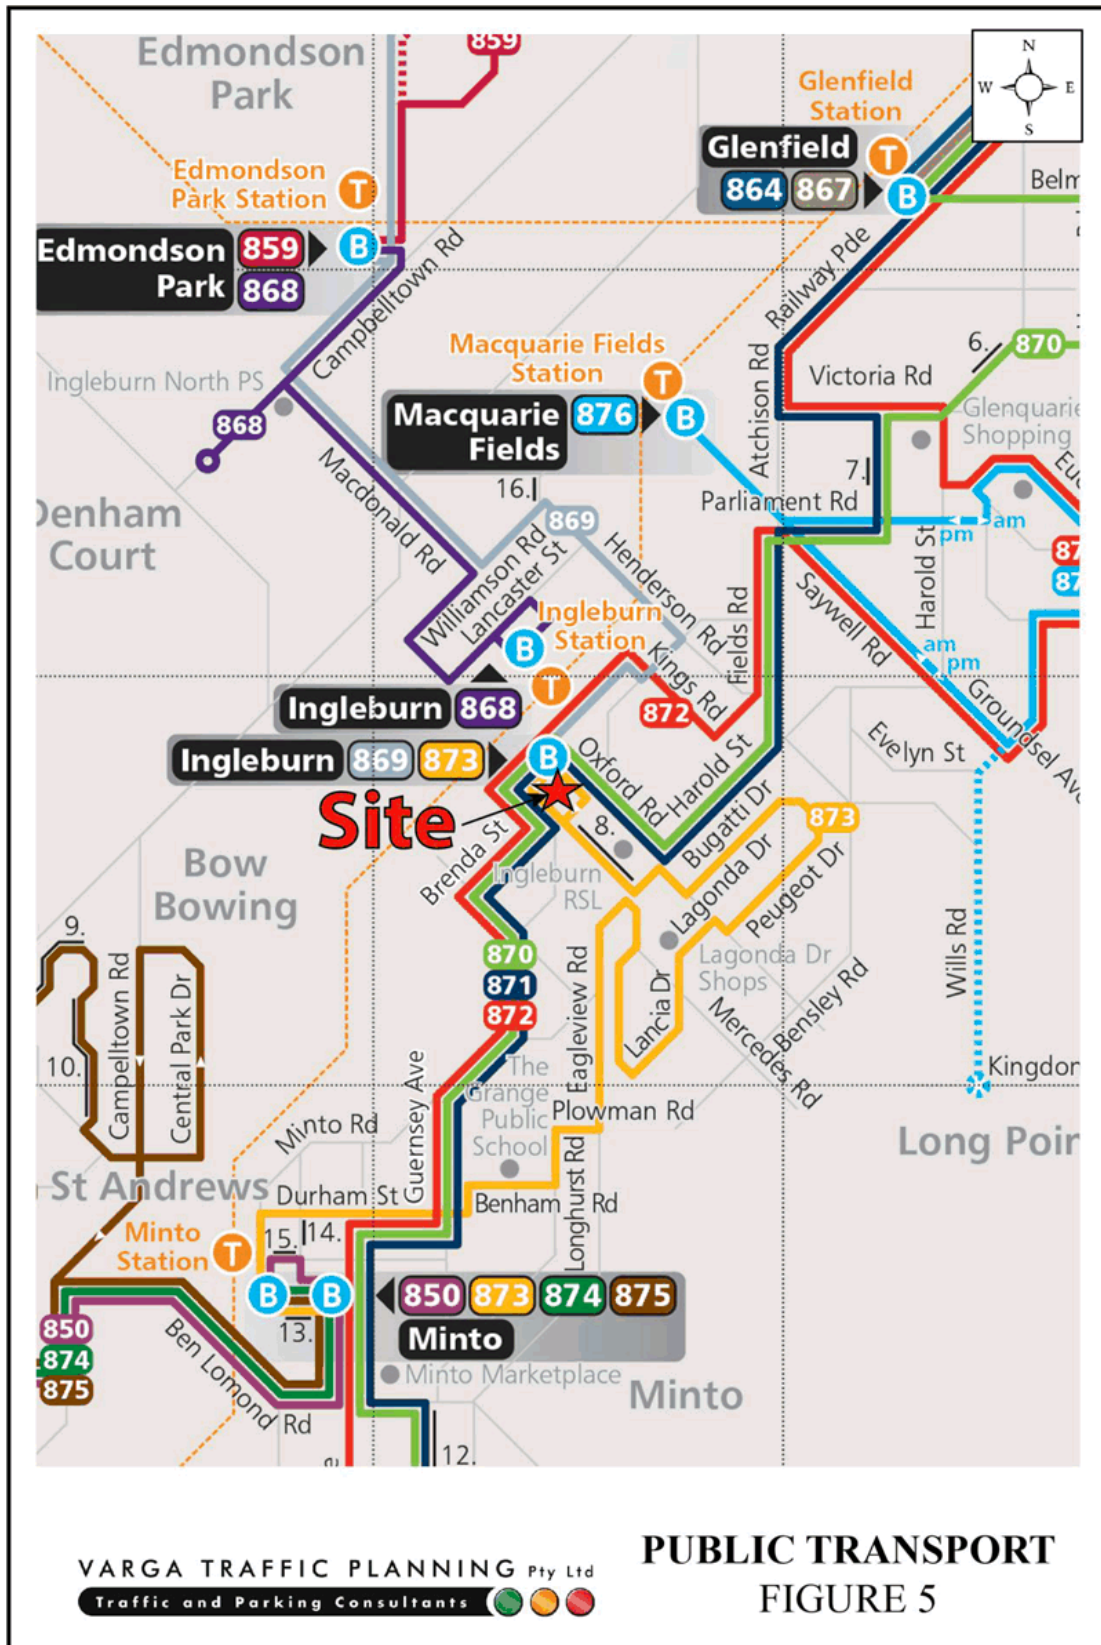 Edmondson
Park
859
N
W E
S
Glenfield
Station
T
Glenfield
864 867
B
Belm
Edmondson
Park Station
T
Edmondson 859
Park 868
B
Campbelltown Rd
Railway Pde
Macquarie Fields
Station
T
Macquarie 876
Fields
B
Atchison Rd
Victoria Rd
6.
870
Glenquarie
Shopping
Ingleburn North PS
868
Macdonald Rd
16.
869
7.
Parliament Rd
am
pm
Harold St
Denham
Court
Williamson Rd
Lancaster St
Henderson Rd
Ingleburn
Station
B
T
Ingleburn 868
Kings Rd
872
Fields Rd
Saywell Rd
am
pm
Groundsel Ave
Evelyn St
Ingleburn 869 873
B
Oxford Rd
Harold St
Site
8.
Bugatti Dr
873
Brenda St
Ingleburn
RSL
Lagonda Dr
Peugeot Dr
Bow
Bowing
870
871
872
Eagleview Rd
Lagonda Dr
Shops
Lancia Dr
Mercedes Rd
Bensley Rd
Wills Rd
9.
10.
Campelltown Rd
Central Park Dr
Guernsey Ave
The
Grange
Public
School
Plowman Rd
Kingdon
Long Poin
Minto Rd
St Andrews
Durham St
Benham Rd
Longhurst Rd
Minto
Station
T
15.
14.
B B
13.
850 873 874 875
Minto
850
874
875
Ben Lomond Rd
Minto Marketplace
Minto
12.
e
VARGA TRAFFIC PLANNING Pty Ltd
Traffic and Parking Consultants
PUBLIC TRANSPORT
FIGURE 5